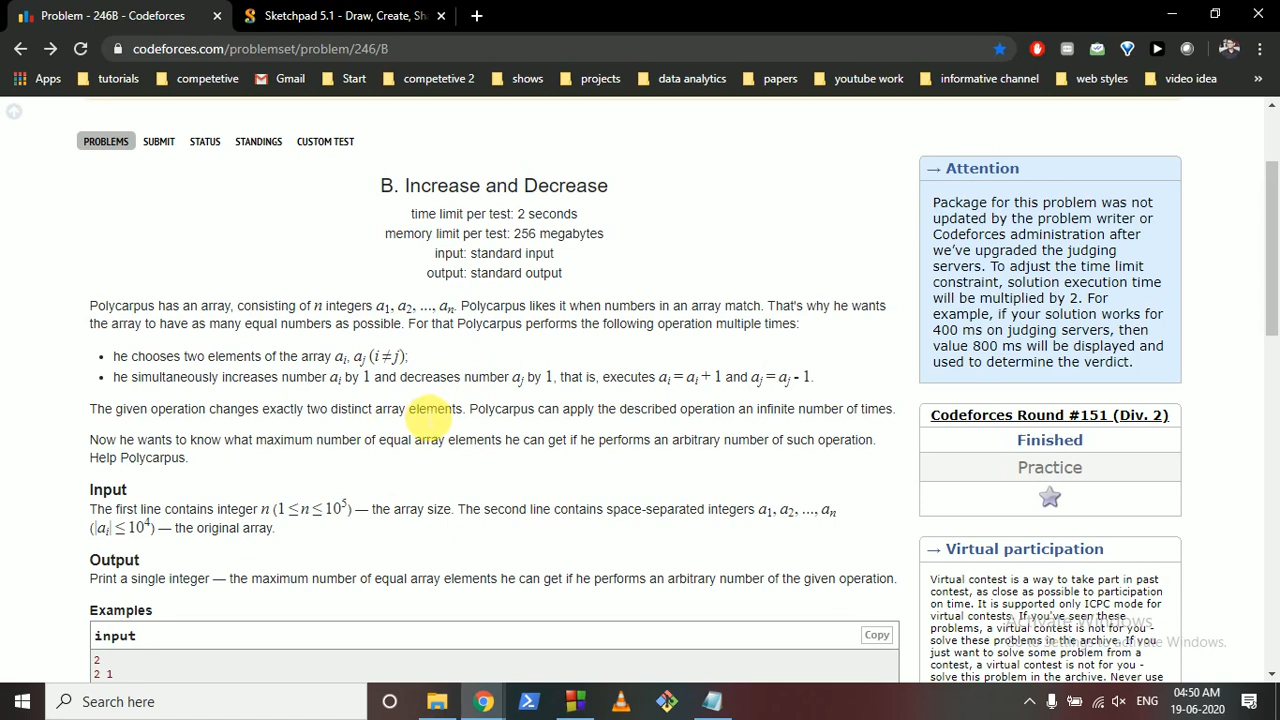 Problem - 246B - Codeforces
Sketchpad 5.1 - Draw, Create, Sha
codeforces.com/problemset/problem/246/B
Apps tutorials competetive Gmail Start competetive 2 shows projects data analytics papers youtube work informative channel web styles video idea »
PROBLEMS SUBMIT STATUS STANDINGS CUSTOM TEST
B. Increase and Decrease
time limit per test: 2 seconds
memory limit per test: 256 megabytes
input: standard input
output: standard output
Polycarpus has an array, consisting of n integers a1, a2, ..., an. Polycarpus likes it when numbers in an array match. That's why he wants
the array to have as many equal numbers as possible. For that Polycarpus performs the following operation multiple times:
• he chooses two elements of the array ai, aj (i ≠ j);
• he simultaneously increases number ai by 1 and decreases number aj by 1, that is, executes ai = ai + 1 and aj = aj - 1.
The given operation changes exactly two distinct array elements. Polycarpus can apply the described operation an infinite number of times.
Now he wants to know what maximum number of equal array elements he can get if he performs an arbitrary number of such operation.
Help Polycarpus.
Input
The first line contains integer n (1 ≤ n ≤ 10^5) — the array size. The second line contains space-separated integers a1, a2, ..., an
(|ai| ≤ 10^4) — the original array.
Output
Print a single integer — the maximum number of equal array elements he can get if he performs an arbitrary number of the given operation.
Examples
input
Copy
2
2 1
→ Attention
Package for this problem was not
updated by the problem writer or
Codeforces administration after
we've upgraded the judging
servers. To adjust the time limit
constraint, solution execution time
will be multiplied by 2. For
example, if your solution works for
400 ms on judging servers, then
value 800 ms will be displayed and
used to determine the verdict.
Codeforces Round #151 (Div. 2)
Finished
Practice
→ Virtual participation
Virtual contest is a way to take part in past
contest, as close as possible to participation
on time. It is supported only ICPC mode for
virtual contests. If you've seen these
problems, a virtual contest is not for you -
solve these problems in the archive. If you
just want to solve some problem from a
contest, a virtual contest is not for you -
solve this problem in the archive. Never use
Activate Windows
Go to Settings to activate Windows.
Search here
ENG
04:50 AM
19-06-2020